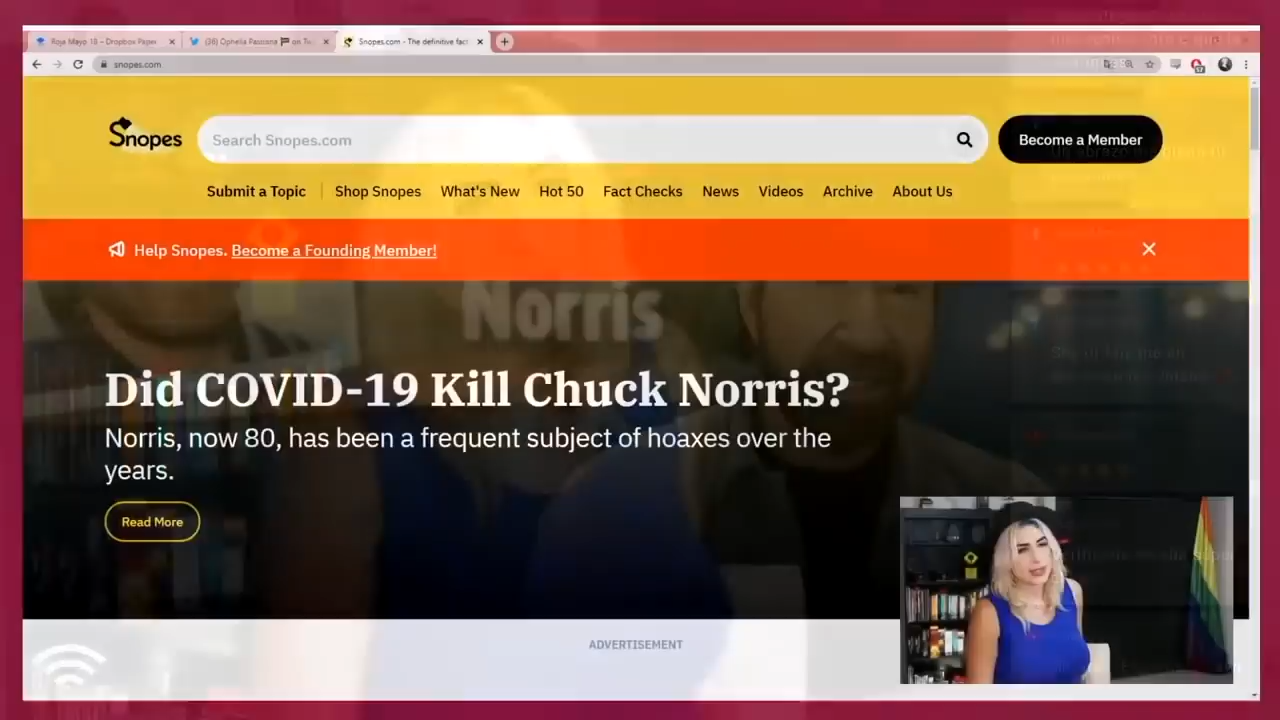 Roja Mayo 18 – Dropbox Paper
(36) Ophelia Pastrana
on Tw
Snopes.com - The definitive fact
snopes.com
Snopes
Search Snopes.com
Become a Member
Submit a Topic
Shop Snopes
What's New
Hot 50
Fact Checks
News
Videos
Archive
About Us
Help Snopes. Become a Founding Member!
Norris
Did COVID-19 Kill Chuck Norris?
Norris, now 80, has been a frequent subject of hoaxes over the
years.
Read More
ADVERTISEMENT